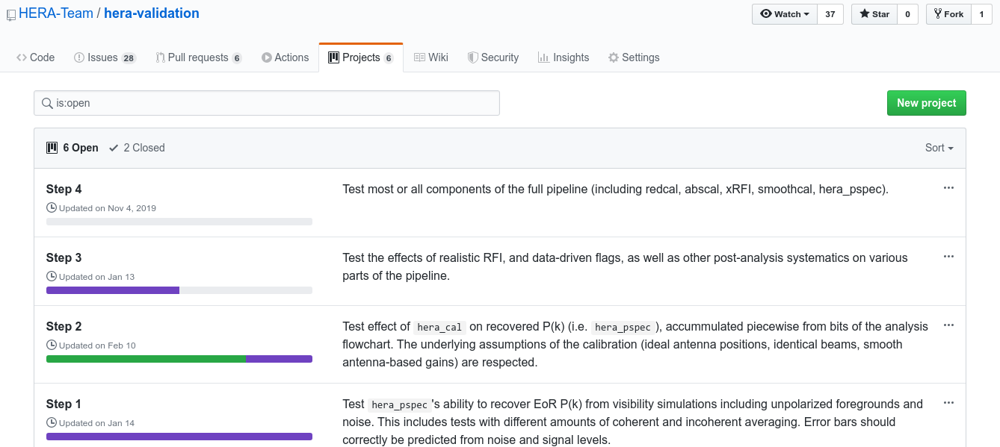 HERA-Team / hera-validation
Watch 37 Star 0 Fork 1
Code Issues 28 Pull requests 6 Actions Projects 6 Wiki Security Insights Settings
is:open
New project
6 Open 2 Closed
Sort
Step 4
Updated on Nov 4, 2019
Test most or all components of the full pipeline (including redcal, abscal, xRFI, smoothcal, hera_pspec).
Step 3
Updated on Jan 13
Test the effects of realistic RFI, and data-driven flags, as well as other post-analysis systematics on various
parts of the pipeline.
Step 2
Updated on Feb 10
Test effect of hera_cal on recovered P(k) (i.e. hera_pspec ), accummulated piecewise from bits of the analysis
flowchart. The underlying assumptions of the calibration (ideal antenna positions, identical beams, smooth
antenna-based gains) are respected.
Step 1
Updated on Jan 14
Test hera_pspec 's ability to recover EoR P(k) from visibility simulations including unpolarized foregrounds and
noise. This includes tests with different amounts of coherent and incoherent averaging. Error bars should
correctly be predicted from noise and signal levels.